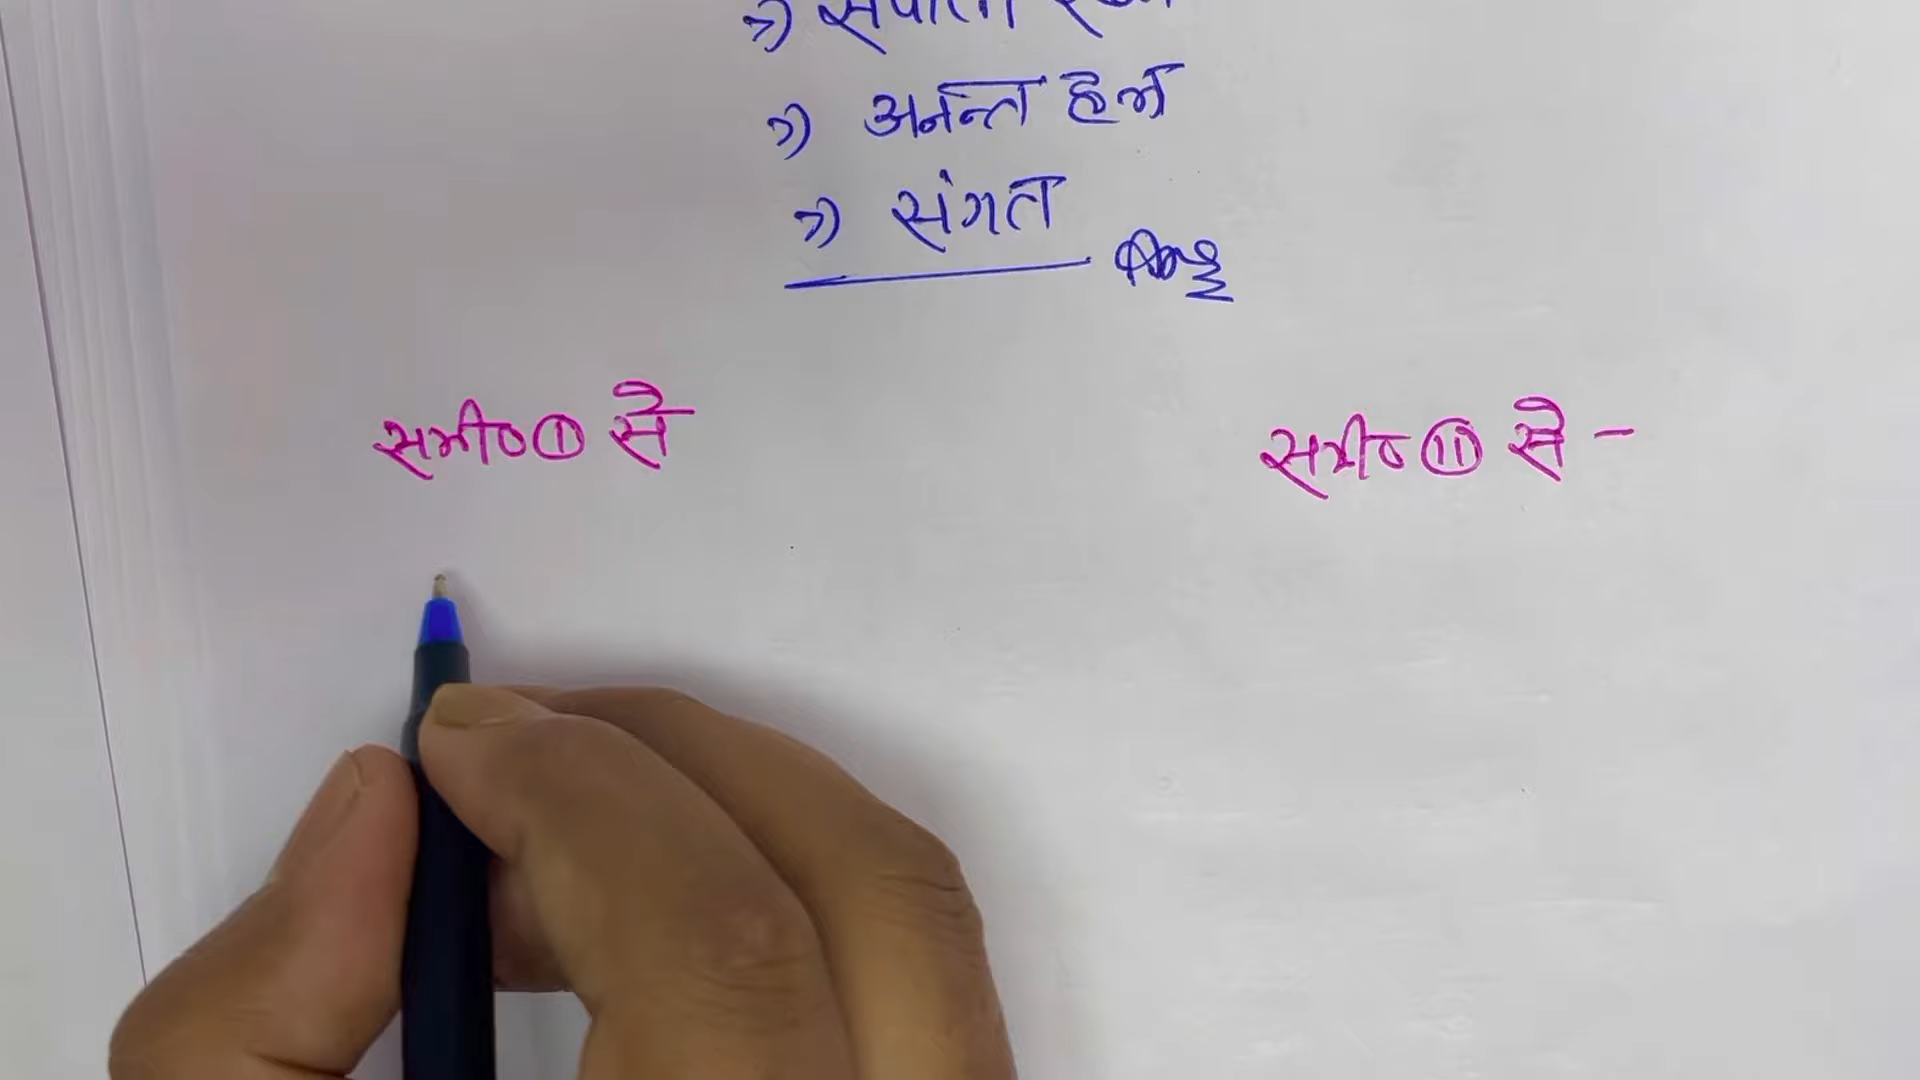 => संपाती रेखा
=> अनन्त हल
=> संगत
समी० ① से
समी० ⑪ से –